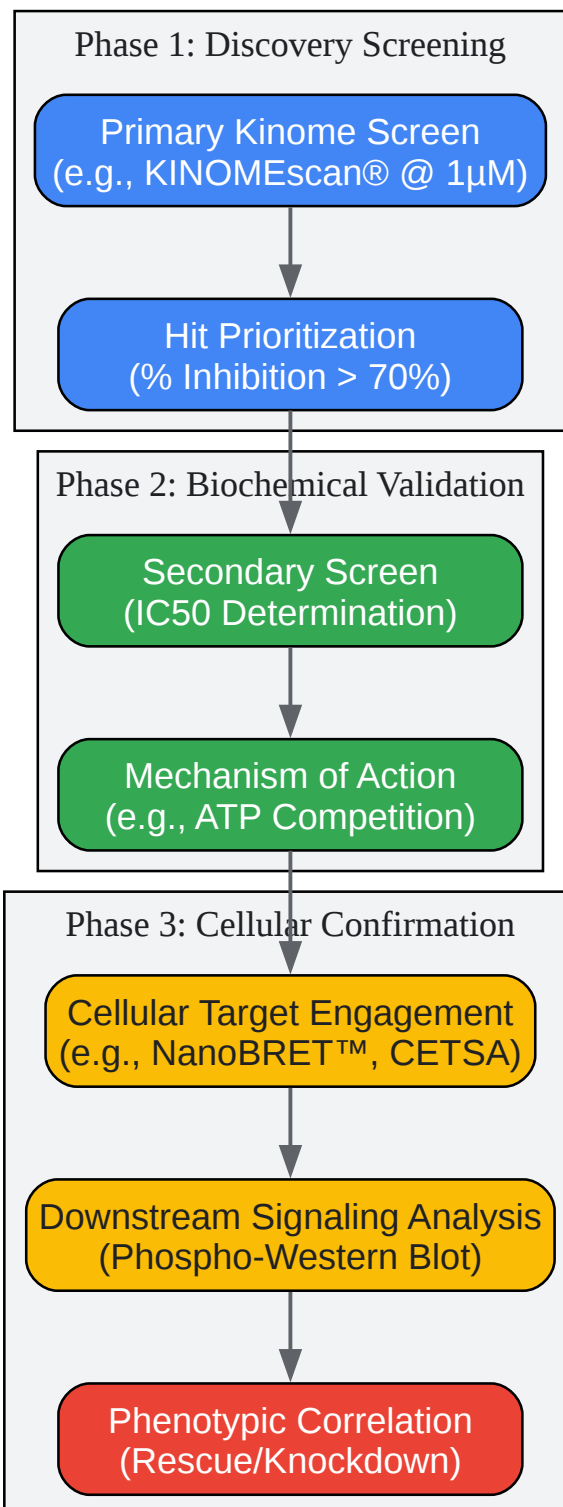 Phase 1: Discovery Screening
Primary Kinome Screen
(e.g., KINOMEscan® @ 1µM)
Hit Prioritization
(% Inhibition > 70%)
Phase 2: Biochemical Validation
Secondary Screen
(IC50 Determination)
Mechanism of Action
(e.g., ATP Competition)
Phase 3: Cellular Confirmation
Cellular Target Engagement
(e.g., NanoBRET™, CETSA)
Downstream Signaling Analysis
(Phospho-Western Blot)
Phenotypic Correlation
(Rescue/Knockdown)